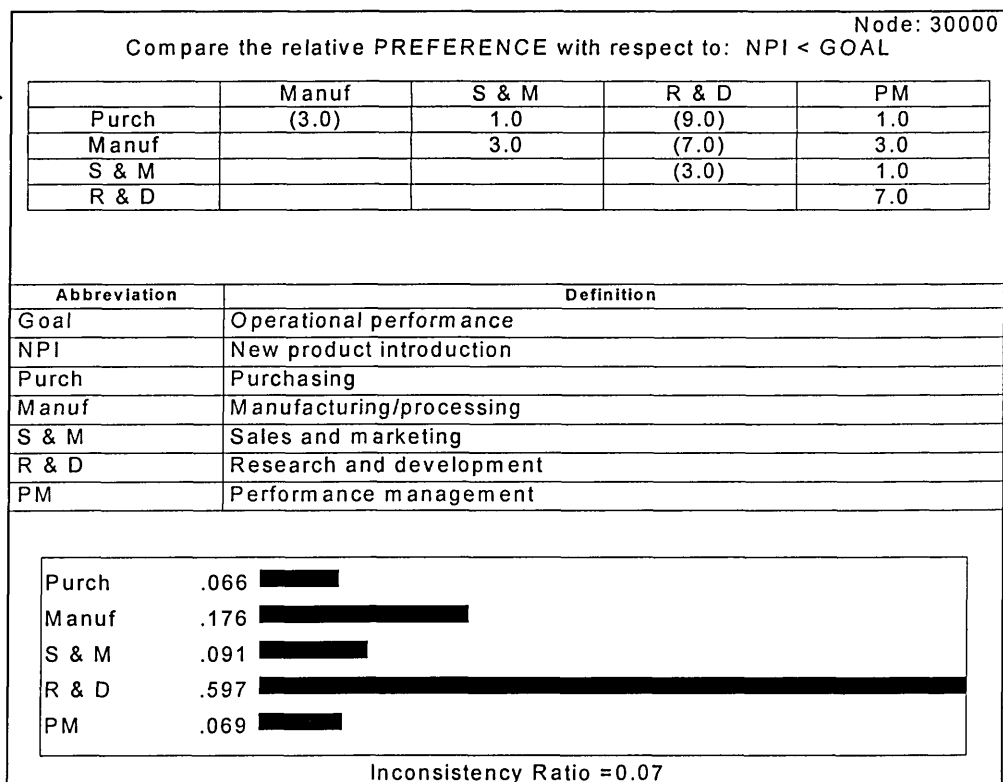 Node: 30000
Compare the relative PREFERENCE with respect to: NPI < GOAL
Manuf S & M R & D PM
Purch (3.0) 1.0 (9.0) 1.0
Manuf 3.0 (7.0) 3.0
S & M (3.0) 1.0
R & D 7.0
Abbreviation Definition
Goal Operational performance
NPI New product introduction
Purch Purchasing
Manuf Manufacturing/processing
S & M Sales and marketing
R & D Research and development
PM Performance management
Purch .066
Manuf .176
S & M .091
R & D .597
PM .069
Inconsistency Ratio =0.07